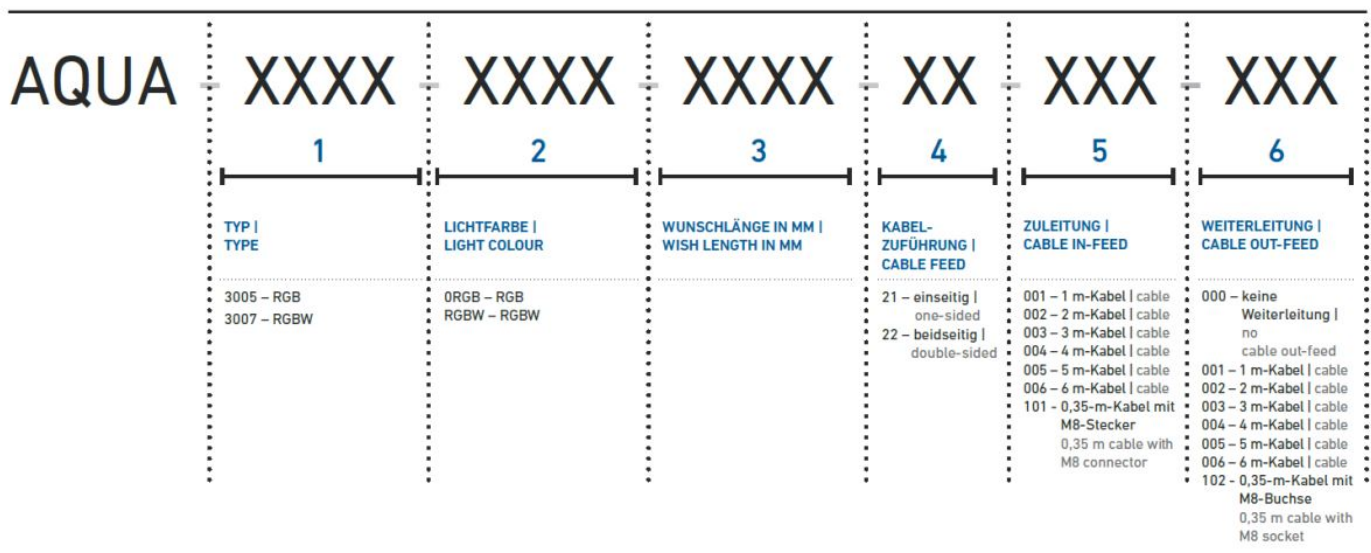 AQUA - XXXX - XXXX - XXXX - XX - XXX - XXX
1
2
3
4
5
6
TYP |
TYPE
3005 – RGB
3007 – RGBW
LICHTFARBE |
LIGHT COLOUR
0RGB – RGB
RGBW – RGBW
WUNSCHLÄNGE IN MM |
WISH LENGTH IN MM
KABEL-
ZUFÜHRUNG |
CABLE FEED
21 – einseitig |
one-sided
22 – beidseitig |
double-sided
ZULEITUNG |
CABLE IN-FEED
001 – 1 m-Kabel | cable
002 – 2 m-Kabel | cable
003 – 3 m-Kabel | cable
004 – 4 m-Kabel | cable
005 – 5 m-Kabel | cable
006 – 6 m-Kabel | cable
101 - 0,35-m-Kabel mit
M8-Stecker
0,35 m cable with
M8 connector
WEITERLEITUNG |
CABLE OUT-FEED
000 – keine
Weiterleitung |
no
cable out-feed
001 – 1 m-Kabel | cable
002 – 2 m-Kabel | cable
003 – 3 m-Kabel | cable
004 – 4 m-Kabel | cable
005 – 5 m-Kabel | cable
006 – 6 m-Kabel | cable
102 - 0,35-m-Kabel mit
M8-Buchse
0,35 m cable with
M8 socket